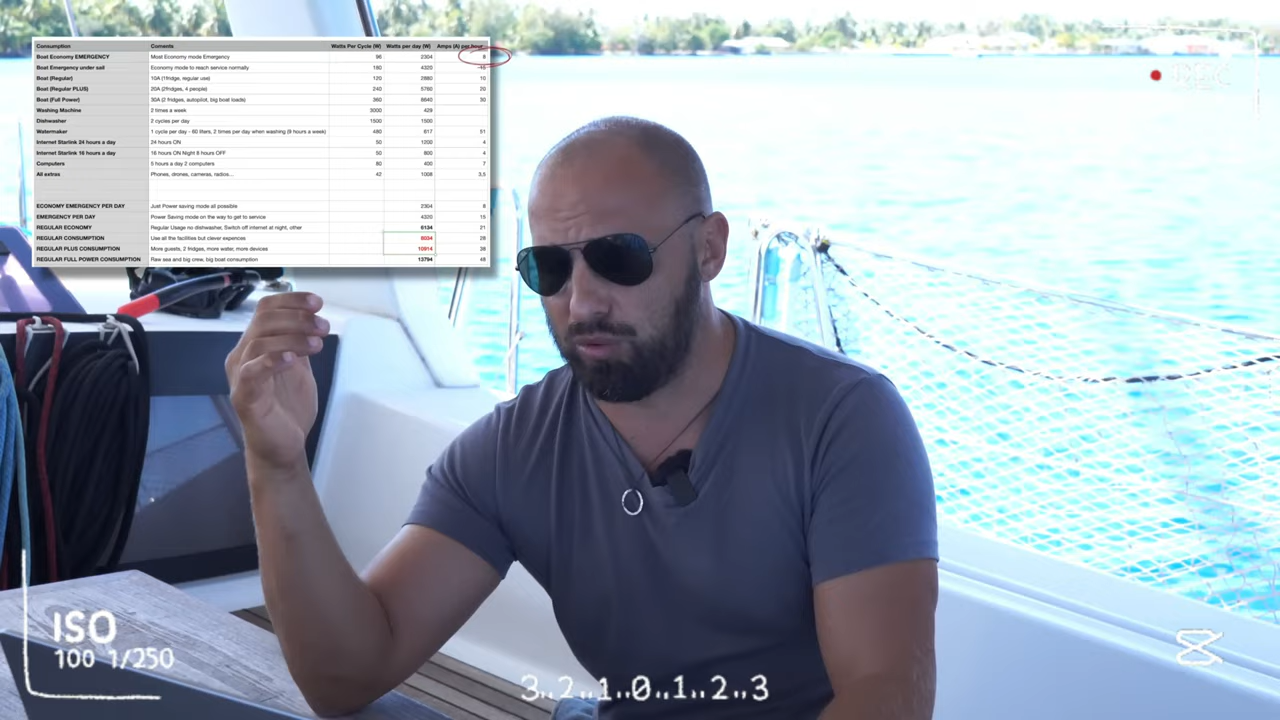 Consumption Coments Watts Per Cycle (W) Watts per day (W) Amps (A) per hour
Boat Economy EMERGENCY Most Economy mode Emergency 96 2304 8
Boat Emergency under sail Economy mode to reach service normally 180 4320 15
Boat (Regular) 10A (1fridge, regular use) 120 2880 10
Boat (Regular PLUS) 20A (2fridges, 4 people) 240 5760 20
Boat (Full Power) 30A (2 fridges, autopilot, big boat loads) 360 8640 30
Washing Machine 2 times a week 3000 429
Dishwasher 2 cycles per day 1500 1500
Watermaker 1 cycle per day - 60 liters, 2 times per day when washing (9 hours a week) 480 617 51
Internet Starlink 24 hours a day 24 hours ON 50 1200 4
Internet Starlink 16 hours a day 16 hours ON Night 8 hours OFF 50 800 4
Computers 5 hours a day 2 computers 80 400 7
All extras Phones, drones, cameras, radios... 42 1008 3,5
ECONOMY EMERGENCY PER DAY Just Power saving mode all possible 2304 8
EMERGENCY PER DAY Power Saving mode on the way to get to service 4320 15
REGULAR ECONOMY Regular Usage no dishwasher, Switch off internet at night, other 6134 21
REGULAR CONSUMPTION Use all the facilities but clever expences 8034 28
REGULAR PLUS CONSUMPTION More guests, 2 fridges, more water, more devices 10914 38
REGULAR FULL POWER CONSUMPTION Raw sea and big crew, big boat consumption 13794 48
REC
ISO
100 1/250
3..2..1..0..1..2..3